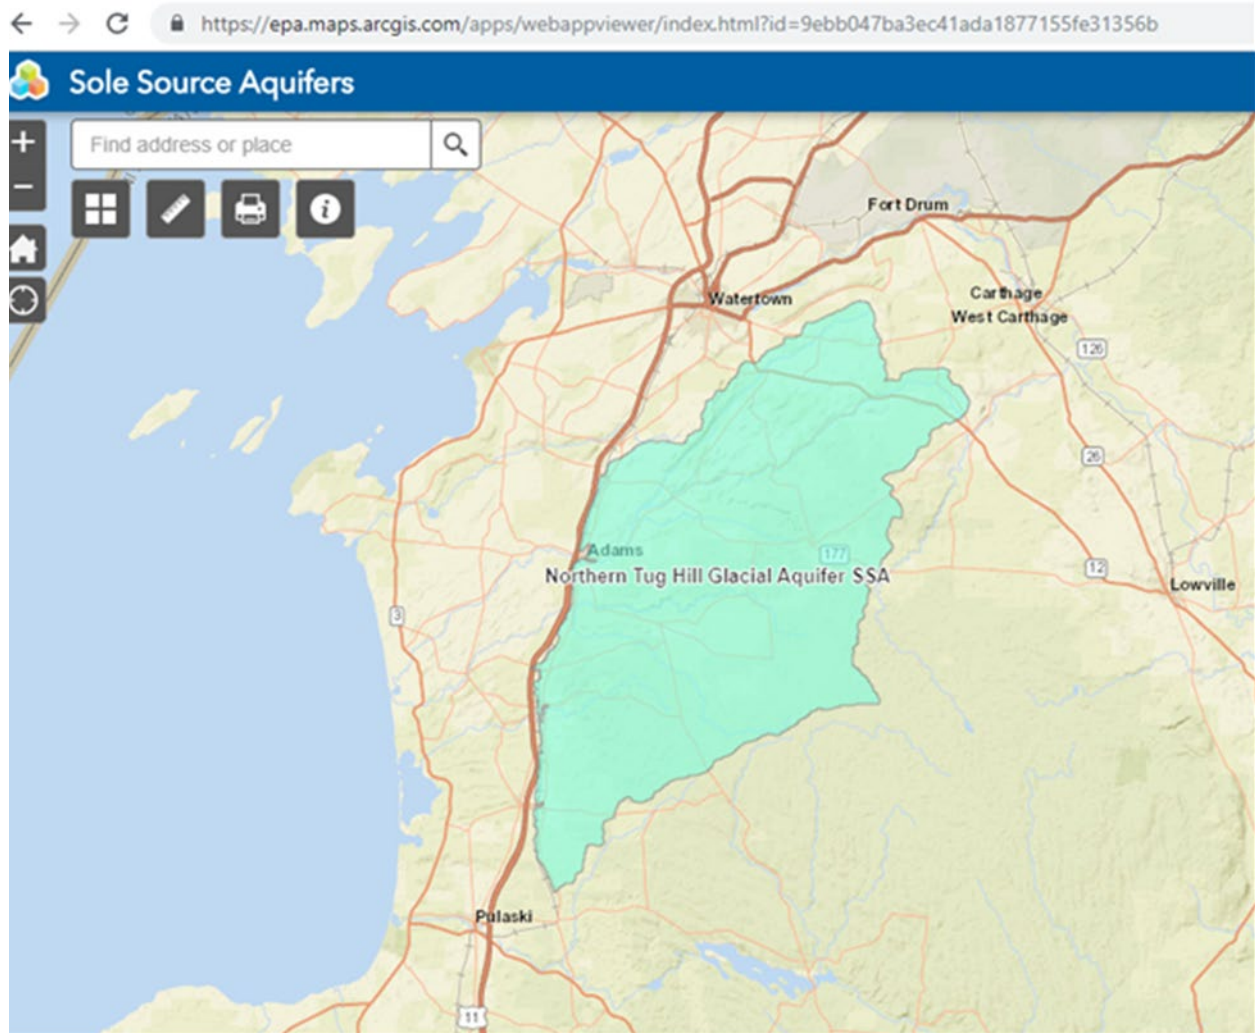 https://epa.maps.arcgis.com/apps/webappviewer/index.html?id=9ebb047ba3ec41ada1877155fe31356b
Sole Source Aquifers
Find address or place
Fort Drum
Watertown
Carthage
West Carthage
126
26
Adams
177
Northern Tug Hill Glacial Aquifer SSA
12
Lowville
3
Pulaski
11